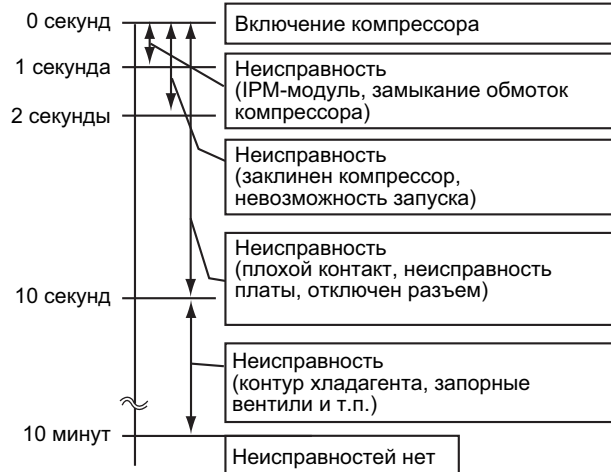 0 секунд
Включение компрессора
1 секунда
Неисправность
(IPM-модуль, замыкание обмоток
компрессора)
2 секунды
Неисправность
(заклинен компрессор,
невозможность запуска)
Неисправность
(плохой контакт, неисправность
платы, отключен разъем)
10 секунд
Неисправность
(контур хладагента, запорные
вентили и т.п.)
10 минут
Неисправностей нет